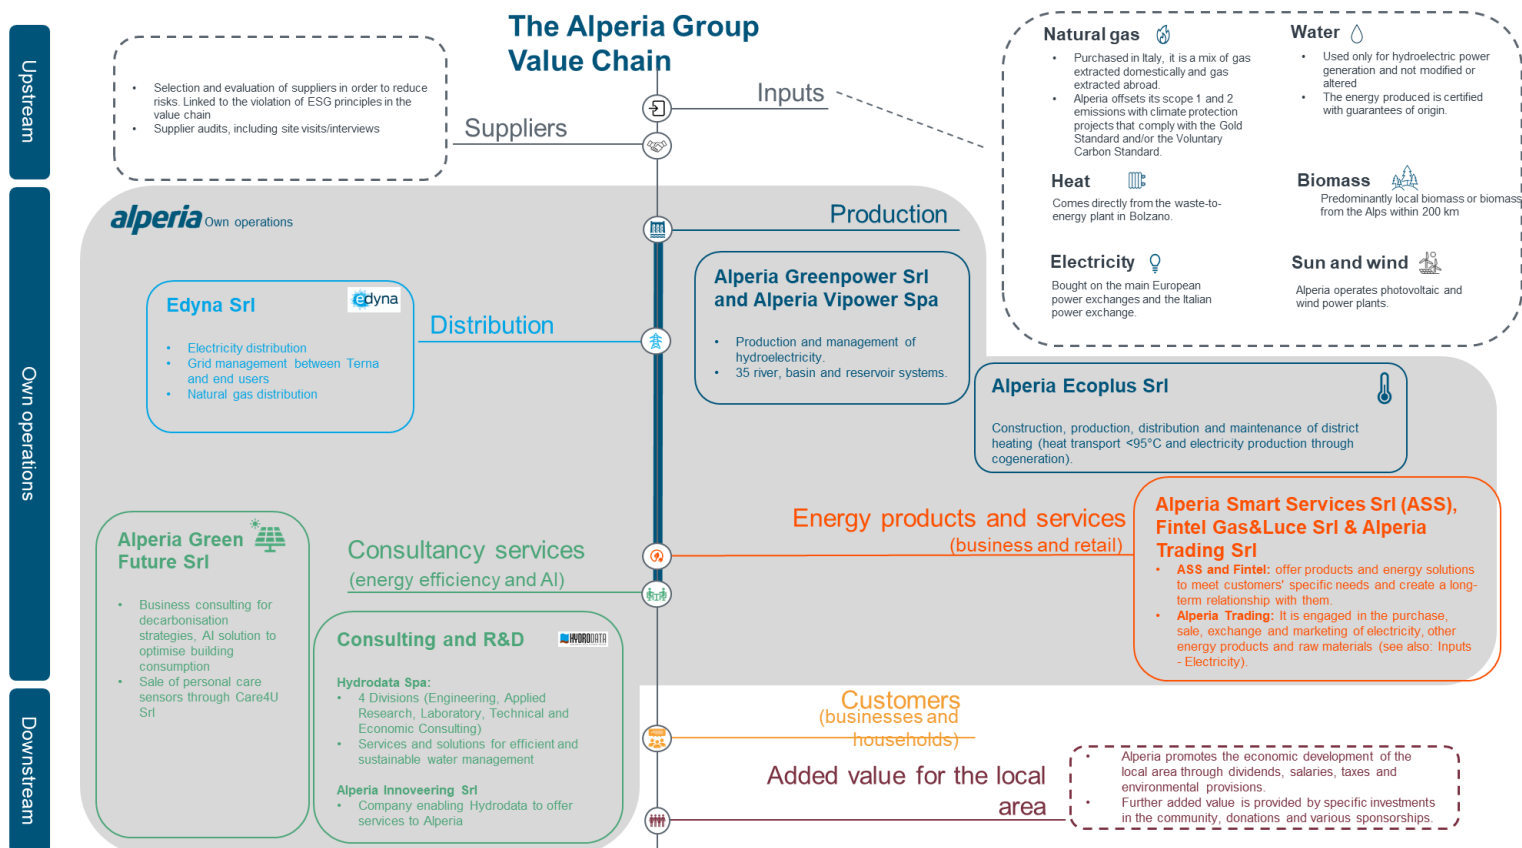 The Alperia Group
Value Chain
Upstream
• Selection and evaluation of suppliers in order to reduce
risks. Linked to the violation of ESG principles in the
value chain
• Supplier audits, including site visits/interviews
Suppliers
Inputs
Natural gas
• Purchased in Italy, it is a mix of gas
extracted domestically and gas
extracted abroad.
• Alperia offsets its scope 1 and 2
emissions with climate protection
projects that comply with the Gold
Standard and/or the Voluntary
Carbon Standard.
Water
• Used only for hydroelectric power
generation and not modified or
altered
• The energy produced is certified
with guarantees of origin.
Heat
Comes directly from the waste-to-
energy plant in Bolzano.
Biomass
Predominantly local biomass or biomass
from the Alps within 200 km
Electricity
Bought on the main European
power exchanges and the Italian
power exchange.
Sun and wind
Alperia operates photovoltaic and
wind power plants.
Own operations
alperia Own operations
Production
Alperia Greenpower Srl
and Alperia Vipower Spa
• Production and management of
hydroelectricity.
• 35 river, basin and reservoir systems.
Edyna Srl
edyna
• Electricity distribution
• Grid management between Terna
and end users
• Natural gas distribution
Distribution
Alperia Ecoplus Srl
Construction, production, distribution and maintenance of district
heating (heat transport <95°C and electricity production through
cogeneration).
Energy products and services
(business and retail)
Alperia Smart Services Srl (ASS),
Fintel Gas&Luce Srl & Alperia
Trading Srl
• ASS and Fintel: offer products and energy solutions
to meet customers' specific needs and create a long-
term relationship with them.
• Alperia Trading: It is engaged in the purchase,
sale, exchange and marketing of electricity, other
energy products and raw materials (see also: Inputs
- Electricity).
Consultancy services
(energy efficiency and AI)
Alperia Green
Future Srl
• Business consulting for
decarbonisation
strategies, AI solution to
optimise building
consumption
• Sale of personal care
sensors through Care4U
Srl
Consulting and R&D
HYDRODATA
Hydrodata Spa:
• 4 Divisions (Engineering, Applied
Research, Laboratory, Technical and
Economic Consulting)
• Services and solutions for efficient and
sustainable water management
Alperia Innoveering Srl
• Company enabling Hydrodata to offer
services to Alperia
Downstream
Customers
(businesses and
households)
Added value for the local
area
• Alperia promotes the economic development of the
local area through dividends, salaries, taxes and
environmental provisions.
• Further added value is provided by specific investments
in the community, donations and various sponsorships.